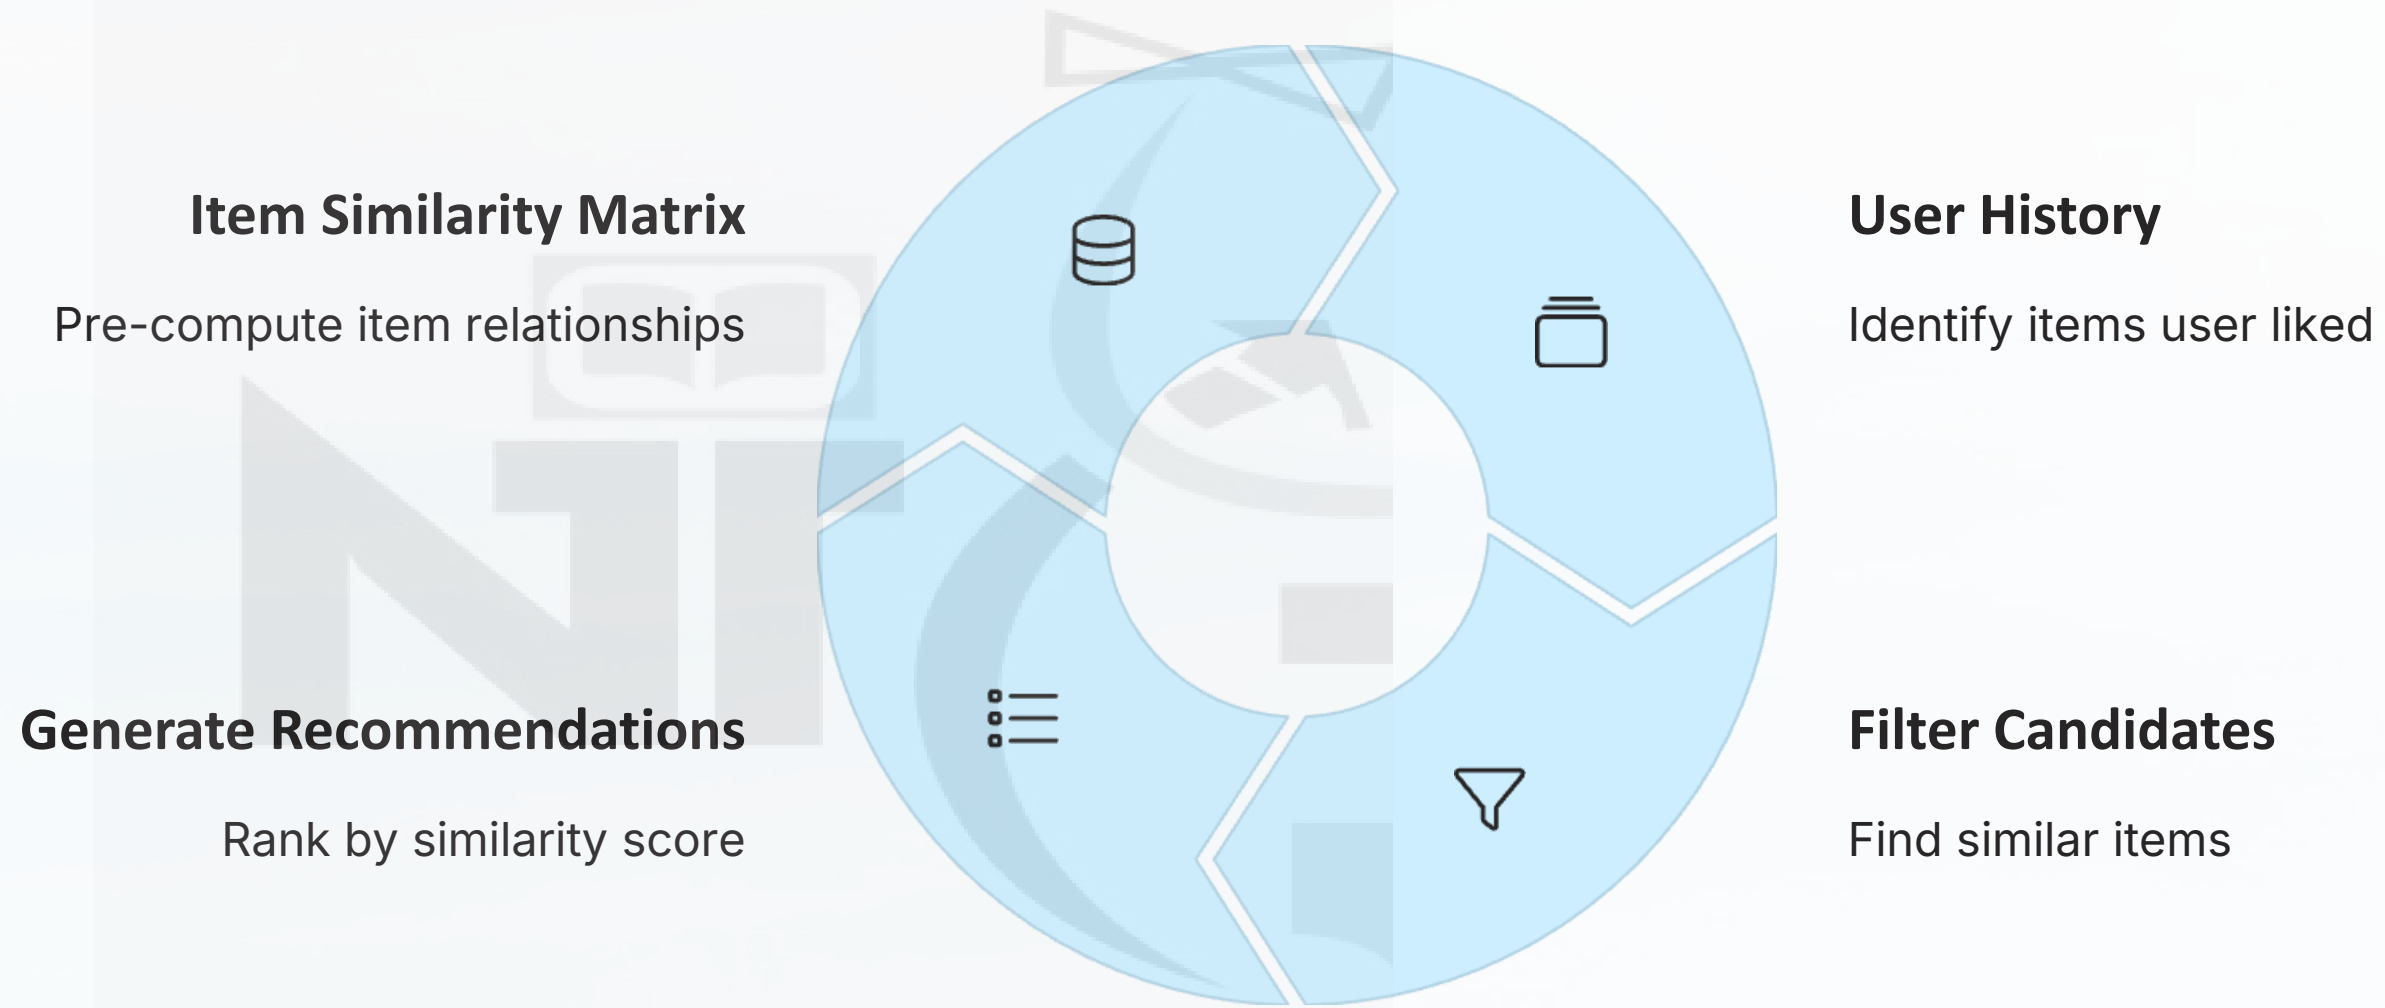 Item Similarity Matrix
Pre-compute item relationships
User History
Identify items user liked
Filter Candidates
Find similar items
Generate Recommendations
Rank by similarity score